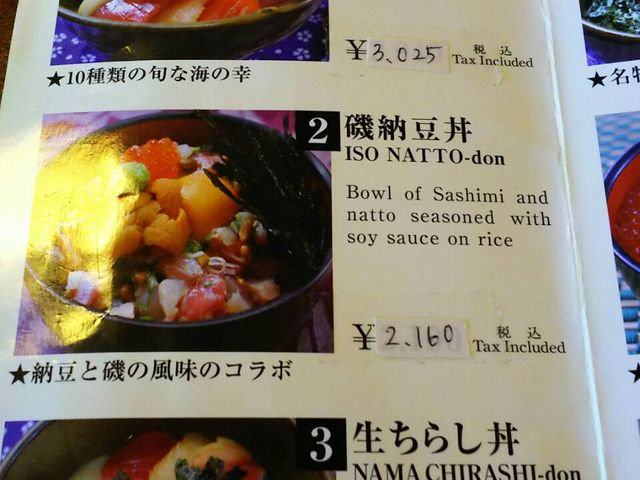 ¥3,025 税込
Tax Included
★10種類の旬な海の幸
★名
2 磯納豆丼
ISO NATTO-don
Bowl of Sashimi and
natto seasoned with
soy sauce on rice
¥2,160 税込
Tax Included
★納豆と磯の風味のコラボ
★
3 生ちらし丼
NAMA CHIRASHI-don